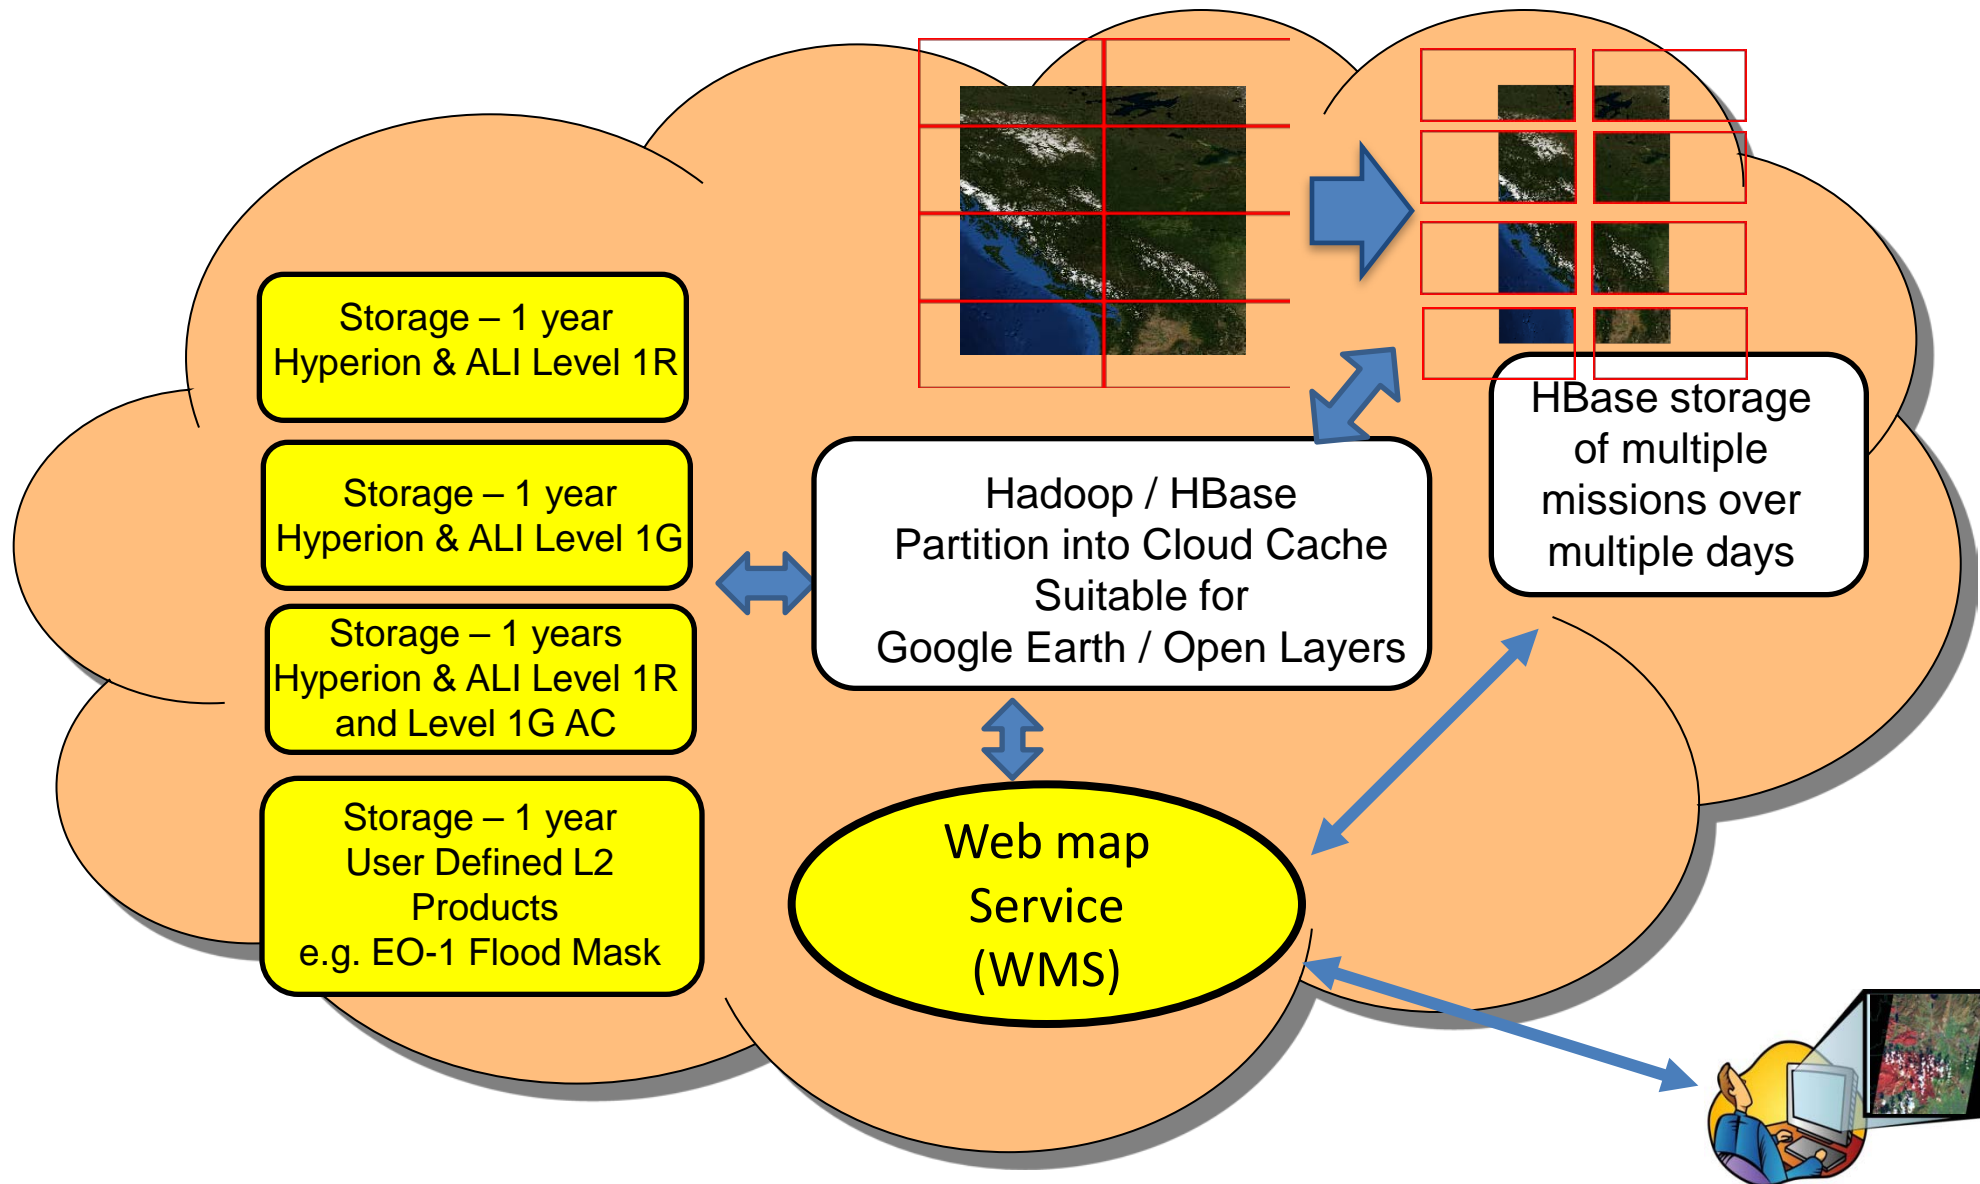 Storage – 1 year
Hyperion & ALI Level 1R
Storage – 1 year
Hyperion & ALI Level 1G
Storage – 1 years
Hyperion & ALI Level 1R
and Level 1G AC
Storage – 1 year
User Defined L2
Products
e.g. EO-1 Flood Mask
Hadoop / HBase
Partition into Cloud Cache
Suitable for
Google Earth / Open Layers
HBase storage
of multiple
missions over
multiple days
Web map
Service
(WMS)